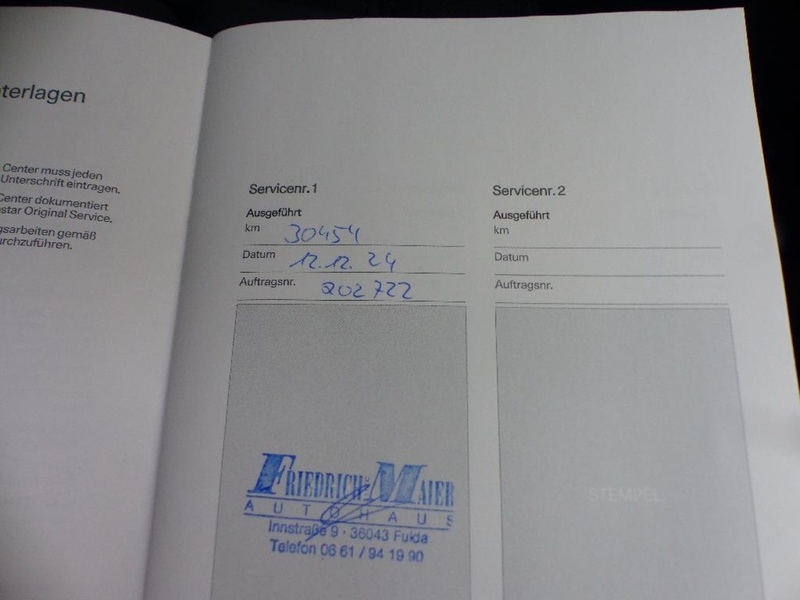 terlagen
Center muss jeden
Unterschrift eintragen.
Center dokumentiert
star Original Service.
gsarbeiten gemäß
urchzuführen.
Servicenr. 1
Ausgeführt
km 30454
Datum 12.12.24
Auftragsnr. 202722
FRIEDRICH MAIER
AUTOHAUS
Innstraße 9 · 36043 Fulda
Telefon 06 61 / 94 19 90
Servicenr. 2
Ausgeführt
km
Datum
Auftragsnr.
STEMPEL